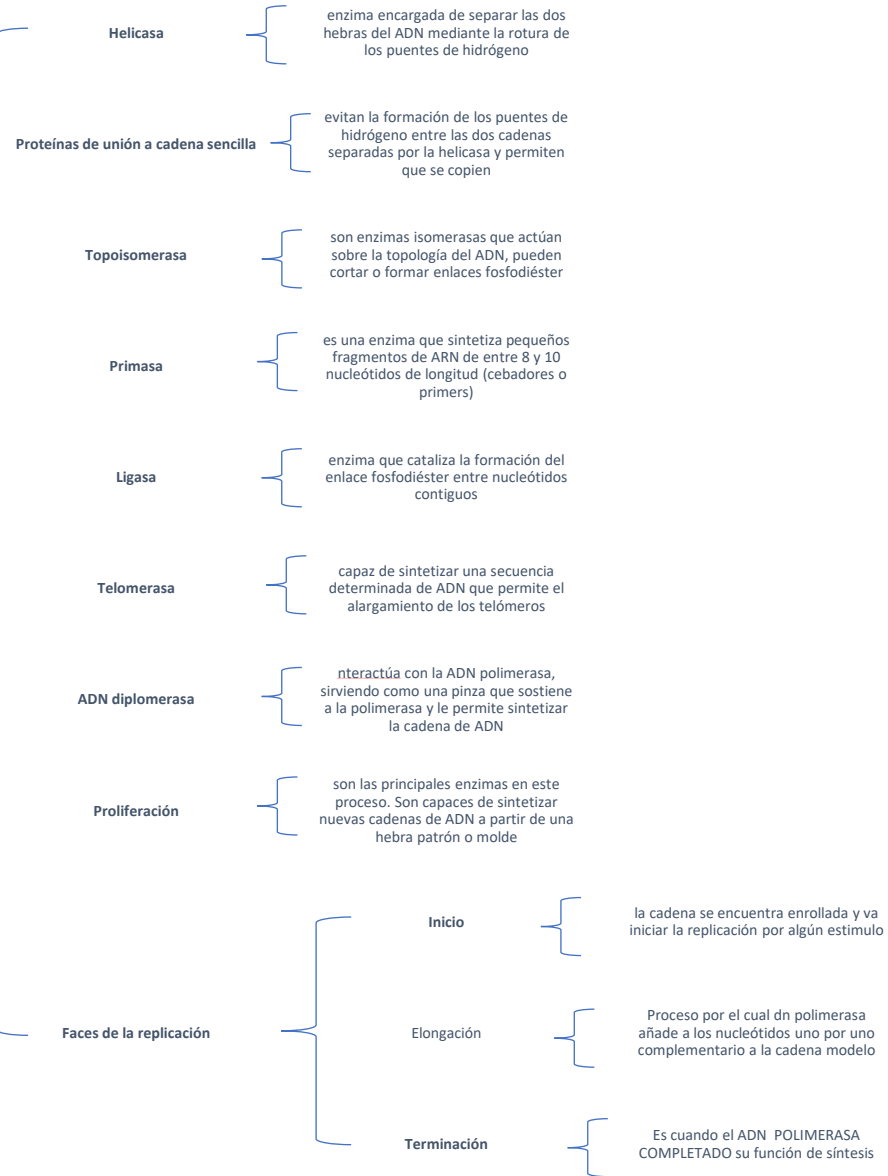 Helicasa
enzima encargada de separar las dos
hebras del ADN mediante la rotura de
los puentes de hidrógeno
Proteínas de unión a cadena sencilla
evitan la formación de los puentes de
hidrógeno entre las dos cadenas
separadas por la helicasa y permiten
que se copien
Topoisomerasa
son enzimas isomerasas que actúan
sobre la topología del ADN, pueden
cortar o formar enlaces fosfodiéster
Primasa
es una enzima que sintetiza pequeños
fragmentos de ARN de entre 8 y 10
nucleótidos de longitud (cebadores o
primers)
Ligasa
enzima que cataliza la formación del
enlace fosfodiéster entre nucleótidos
contiguos
Telomerasa
capaz de sintetizar una secuencia
determinada de ADN que permite el
alargamiento de los telómeros
ADN diplomerasa
nteractúa con la ADN polimerasa,
sirviendo como una pinza que sostiene
a la polimerasa y le permite sintetizar
la cadena de ADN
Proliferación
son las principales enzimas en este
proceso. Son capaces de sintetizar
nuevas cadenas de ADN a partir de una
hebra patrón o molde
Faces de la replicación
Inicio
la cadena se encuentra enrollada y va
iniciar la replicación por algún estimulo
Elongación
Proceso por el cual dn polimerasa
añade a los nucleótidos uno por uno
complementario a la cadena modelo
Terminación
Es cuando el ADN POLIMERASA
COMPLETADO su función de síntesis